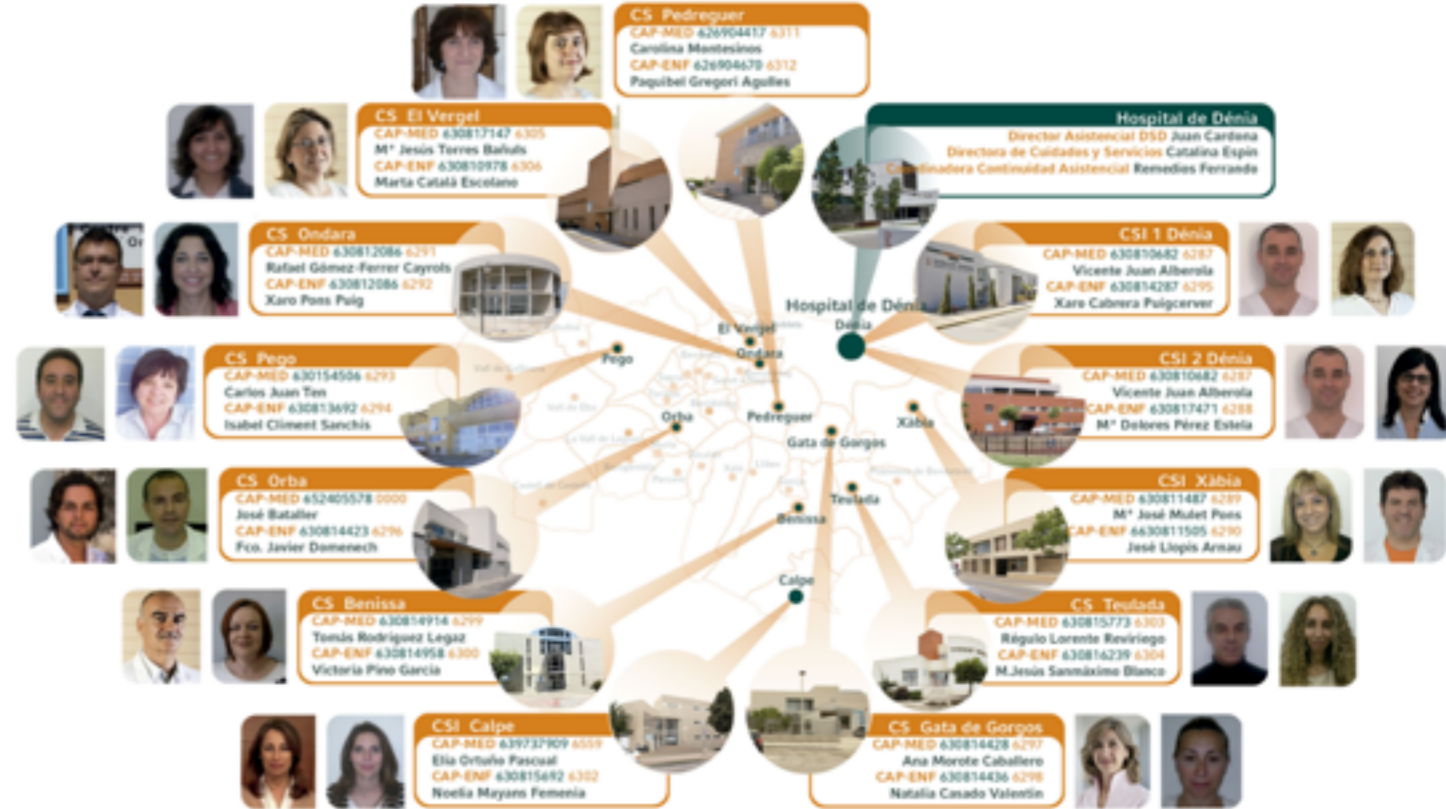 CS Pedreguer
CAP-MED 626904417 6311
Carolina Montesinos
CAP-ENF 626904670 6312
Paquibel Gregori Agulles
CS El Vergel
CAP-MED 630817147 6305
Mª Jesús Torres Bañuls
CAP-ENF 630810978 6306
Marta Català Escolano
Hospital de Dénia
Director Asistencial DSD Juan Cardona
Directora de Cuidados y Servicios Catalina Espín
Coordinadora Continuidad Asistencial Remedios Ferrando
CS Ondara
CAP-MED 630812086 6291
Rafael Gómez-Ferrer Cayrols
CAP-ENF 630812086 6292
Xaro Pons Puig
CSI 1 Dénia
CAP-MED 630810682 6287
Vicente Juan Alberola
CAP-ENF 630814287 6295
Xaro Cabrera Puigcerver
Hospital de Dénia
Dénia
El Vergel
Ondara
Pego
CS Pego
CAP-MED 630154506 6293
Carlos Juan Ten
CAP-ENF 630813692 6294
Isabel Climent Sanchis
CSI 2 Dénia
CAP-MED 630810682 6287
Vicente Juan Alberola
CAP-ENF 630817471 6288
Mª Dolores Pérez Estela
Orba
Pedreguer
Xàbia
Gata de Gorgos
CS Orba
CAP-MED 652405578 0000
José Bataller
CAP-ENF 630814423 6296
Fco. Javier Domenech
CSI Xàbia
CAP-MED 630811487 6289
Mª José Mulet Pons
CAP-ENF 6630811505 6290
José Llopis Arnau
Teulada
Benissa
Calpe
CS Benissa
CAP-MED 630814914 6299
Tomás Rodríguez Legaz
CAP-ENF 630814958 6300
Victoria Pino García
CS Teulada
CAP-MED 630815773 6303
Régulo Lorente Reviriego
CAP-ENF 630816239 6304
M.Jesús Sanmáximo Blanco
CSI Calpe
CAP-MED 639737909 6559
Elia Ortuño Pascual
CAP-ENF 630815692 6302
Noelia Mayans Femenia
CS Gata de Gorgos
CAP-MED 630814428 6297
Ana Morote Caballero
CAP-ENF 630814436 6298
Natalia Casado Valentín